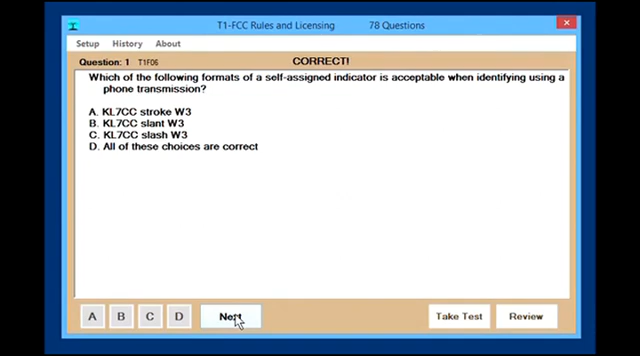 T1-FCC Rules and Licensing 78 Questions
Setup History About
Question: 1 T1F06 CORRECT!
Which of the following formats of a self-assigned indicator is acceptable when identifying using a
phone transmission?
A. KL7CC stroke W3
B. KL7CC slant W3
C. KL7CC slash W3
D. All of these choices are correct
A B C D Next Take Test Review